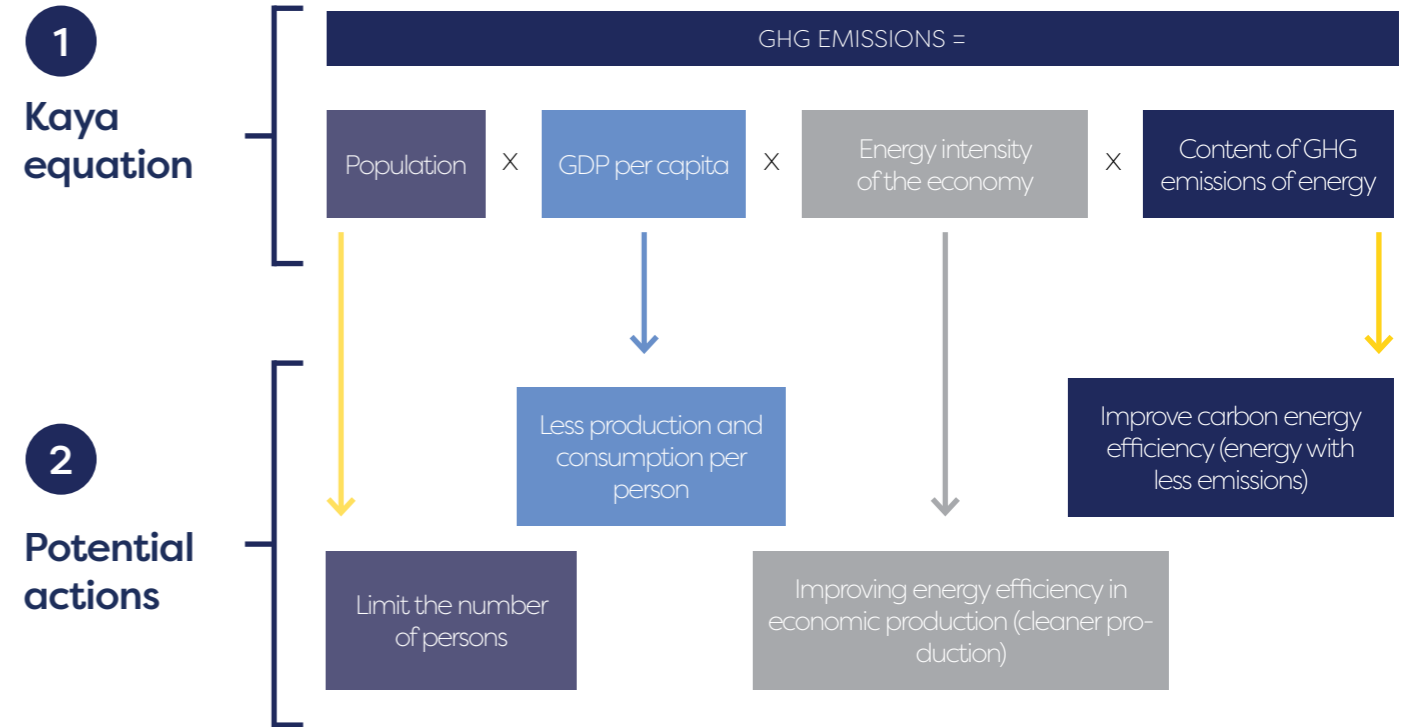 1
Kaya
equation
GHG EMISSIONS =
Population X GDP per capita X Energy intensity
of the economy X Content of GHG
emissions of energy
2
Potential
actions
Less production and
consumption per
person
Improve carbon energy
efficiency (energy with
less emissions)
Limit the number
of persons
Improving energy efficiency in
economic production (cleaner pro-
duction)